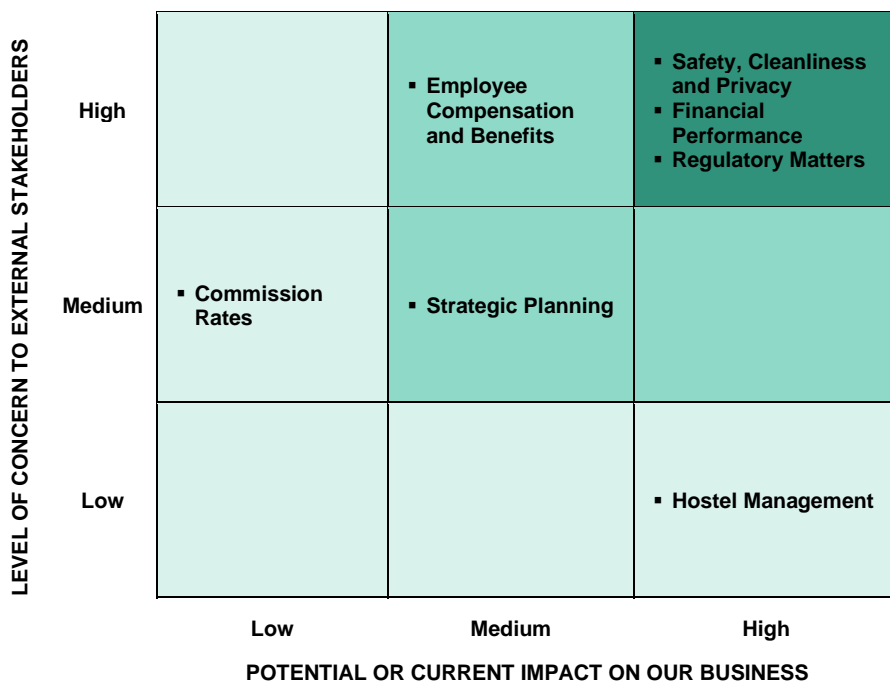 LEVEL OF CONCERN TO EXTERNAL STAKEHOLDERS
High
▪ Employee
Compensation
and Benefits
▪ Safety, Cleanliness
and Privacy
▪ Financial
Performance
▪ Regulatory Matters
Medium
▪ Commission
Rates
▪ Strategic Planning
Low
▪ Hostel Management
Low
Medium
High
POTENTIAL OR CURRENT IMPACT ON OUR BUSINESS